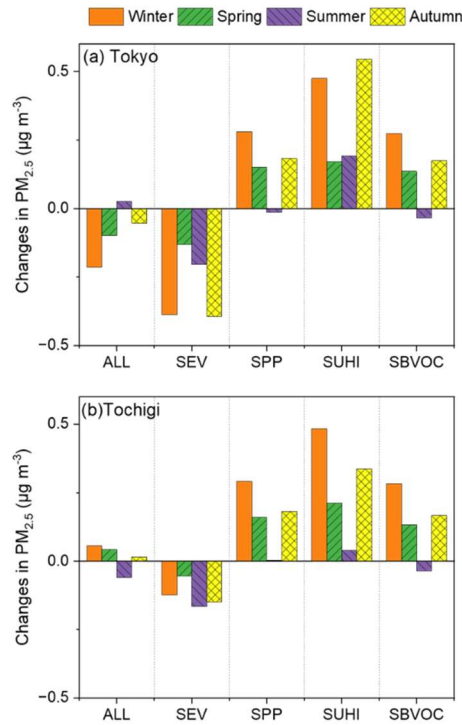 Winter Spring Summer Autumn
(a) Tokyo
Changes in PM2.5 (µg m−3)
0.5
0.0
−0.5
ALL SEV SPP SUHI SBVOC
(b)Tochigi
Changes in PM2.5 (µg m−3)
0.5
0.0
−0.5
ALL SEV SPP SUHI SBVOC